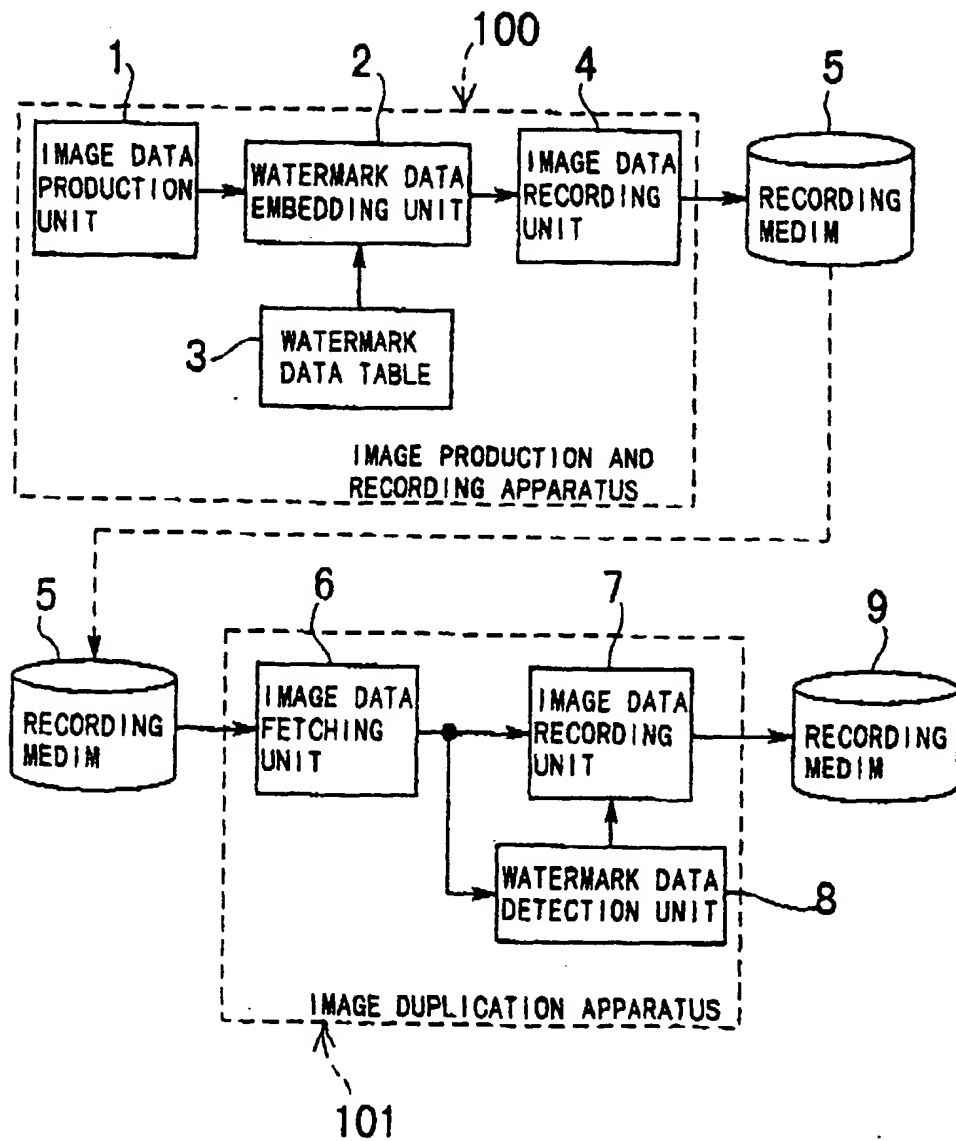 100
1
2
4
5
IMAGE DATA
PRODUCTION
UNIT
WATERMARK DATA
EMBEDDING UNIT
IMAGE DATA
RECORDING
UNIT
RECORDING
MEDIM
3
WATERMARK
DATA TABLE
IMAGE PRODUCTION AND
RECORDING APPARATUS
5
6
7
9
RECORDING
MEDIM
IMAGE DATA
FETCHING
UNIT
IMAGE DATA
RECORDING
UNIT
RECORDING
MEDIM
WATERMARK DATA
DETECTION UNIT
8
IMAGE DUPLICATION APPARATUS
101